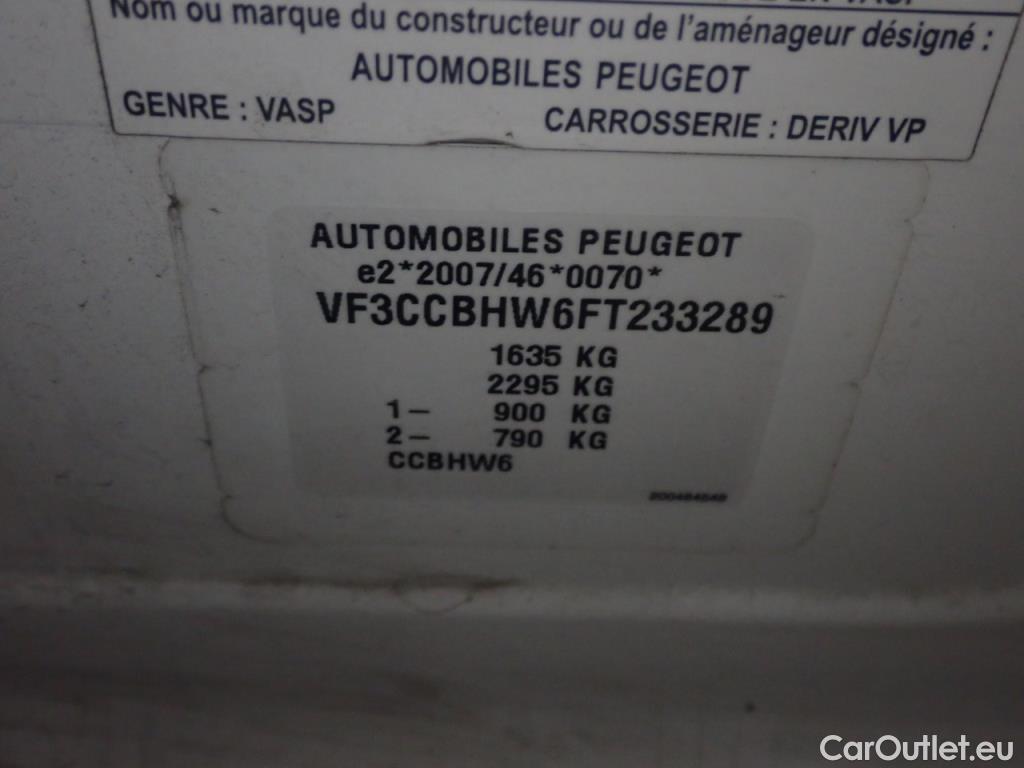 Nom ou marque du constructeur ou de l'aménageur désigné :
AUTOMOBILES PEUGEOT
GENRE : VASP CARROSSERIE : DERIV VP
AUTOMOBILES PEUGEOT
e2*2007/46*0070*
VF3CCBHW6FT233289
1635 KG
2295 KG
1– 900 KG
2– 790 KG
CCBHW6
CarOutlet.eu